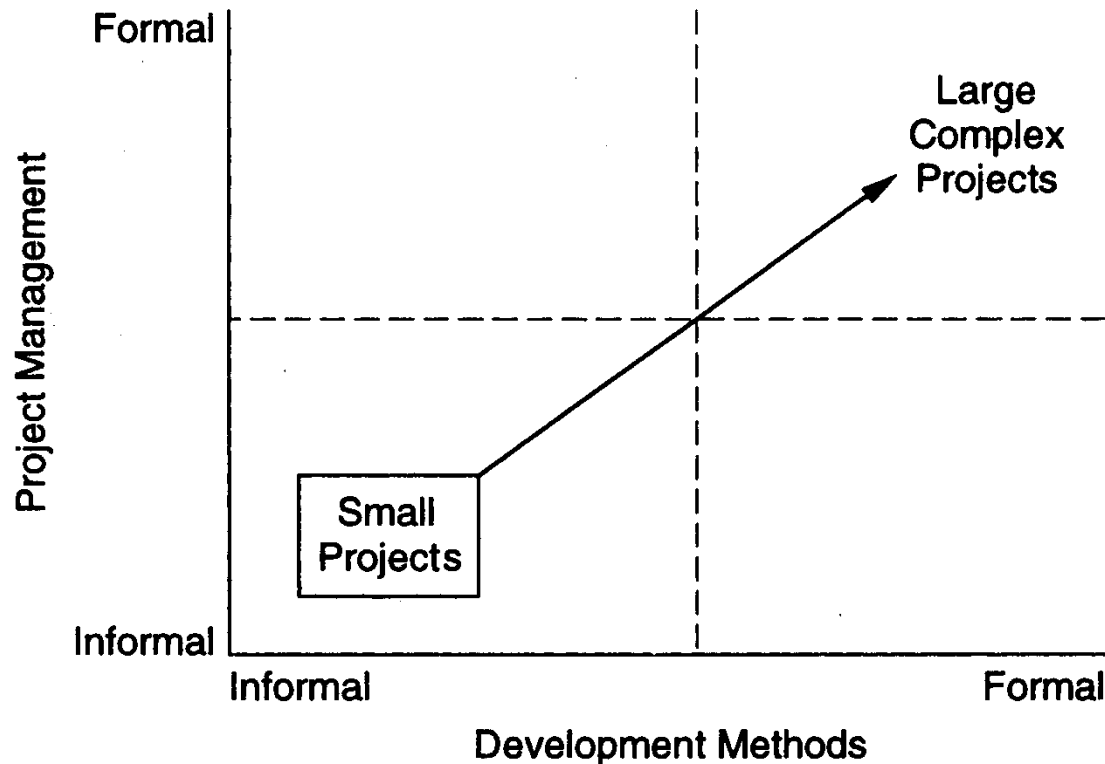 Formal
Large
Complex
Projects
Project Management
Small
Projects
Informal
Informal
Formal
Development Methods